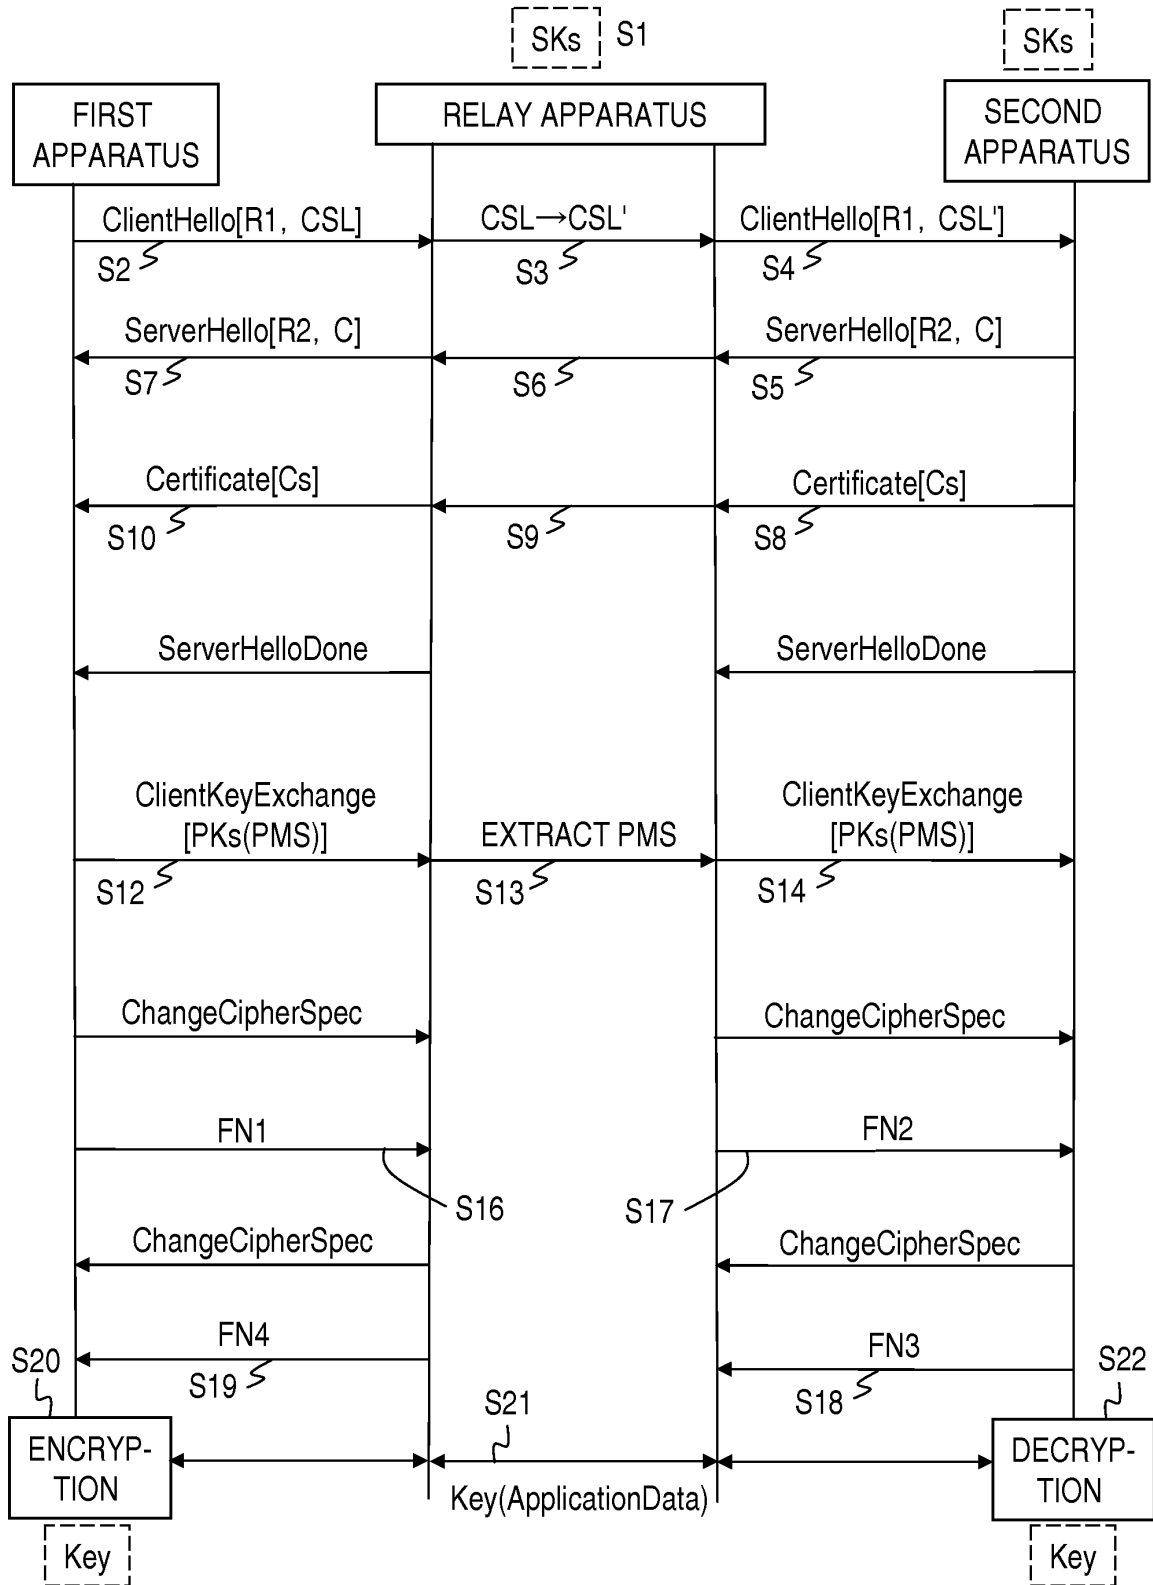 SKs S1 SKs
FIRST
APPARATUS
RELAY APPARATUS
SECOND
APPARATUS
ClientHello[R1, CSL] CSL→CSL' ClientHello[R1, CSL']
S2 S3 S4
ServerHello[R2, C] ServerHello[R2, C]
S7 S6 S5
Certificate[Cs] Certificate[Cs]
S10 S9 S8
ServerHelloDone ServerHelloDone
ClientKeyExchange
[PKs(PMS)]
EXTRACT PMS
ClientKeyExchange
[PKs(PMS)]
S12 S13 S14
ChangeCipherSpec ChangeCipherSpec
FN1 FN2
S16 S17
ChangeCipherSpec ChangeCipherSpec
FN4 FN3
S20 S19 S18 S22
S21
ENCRYP-
TION
Key(ApplicationData)
DECRYP-
TION
Key Key